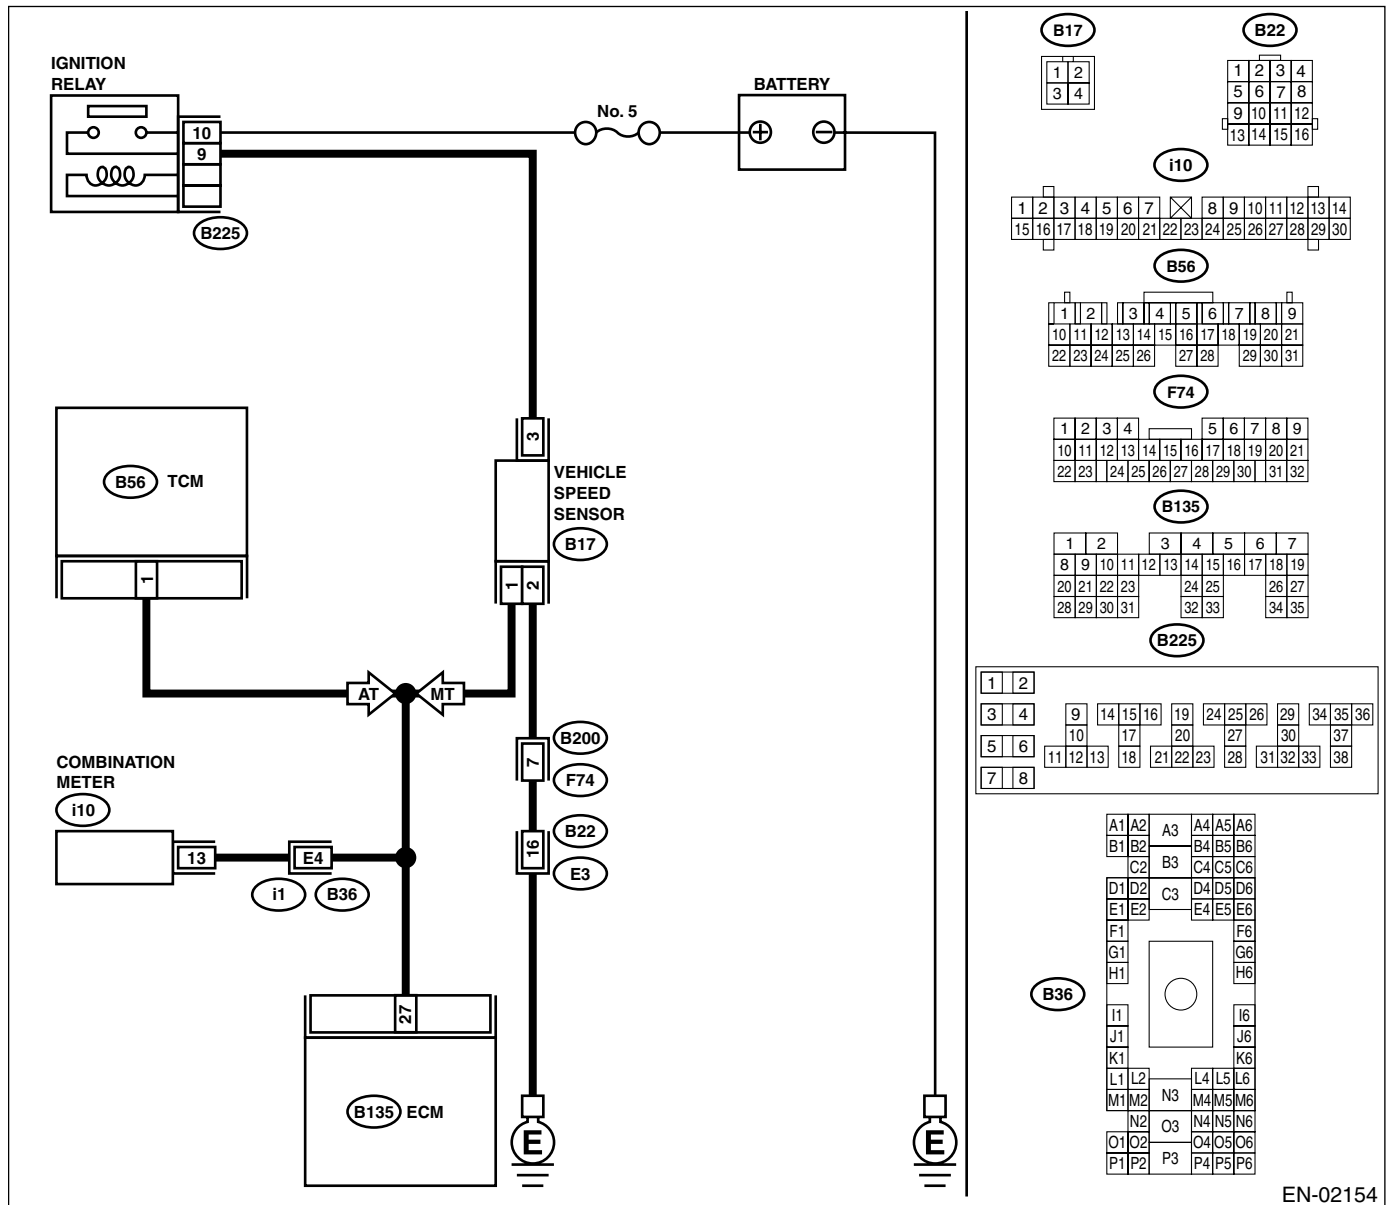 IGNITION
RELAY
10
9
B225
No. 5
BATTERY
B56 TCM
1
3
VEHICLE
SPEED
SENSOR
B17
1 2
AT
MT
B200
7
F74
B22
16
E3
COMBINATION
METER
i10
13
E4
i1 B36
27
B135 ECM
E
E
B17
1 2
3 4
B22
1 2 3 4
5 6 7 8
9 10 11 12
13 14 15 16
i10
1 2 3 4 5 6 7 8 9 10 11 12 13 14
15 16 17 18 19 20 21 22 23 24 25 26 27 28 29 30
B56
1 2 3 4 5 6 7 8 9
10 11 12 13 14 15 16 17 18 19 20 21
22 23 24 25 26 27 28 29 30 31
F74
1 2 3 4 5 6 7 8 9
10 11 12 13 14 15 16 17 18 19 20 21
22 23 24 25 26 27 28 29 30 31 32
B135
1 2 3 4 5 6 7
8 9 10 11 12 13 14 15 16 17 18 19
20 21 22 23 24 25 26 27
28 29 30 31 32 33 34 35
B225
1 2
3 4 9 14 15 16 19 24 25 26 29 34 35 36
5 6 10 17 20 27 30 37
11 12 13 18 21 22 23 28 31 32 33 38
7 8
B36
A1 A2 A3 A4 A5 A6
B1 B2 B3 B4 B5 B6
C2 C3 C4 C5 C6
D1 D2 D4 D5 D6
E1 E2 E4 E5 E6
F1 F6
G1 G6
H1 H6
I1 I6
J1 J6
K1 K6
L1 L2 L4 L5 L6
M1 M2 N3 M4 M5 M6
N2 O3 N4 N5 N6
O1 O2 O4 O5 O6
P1 P2 P3 P4 P5 P6
EN-02154